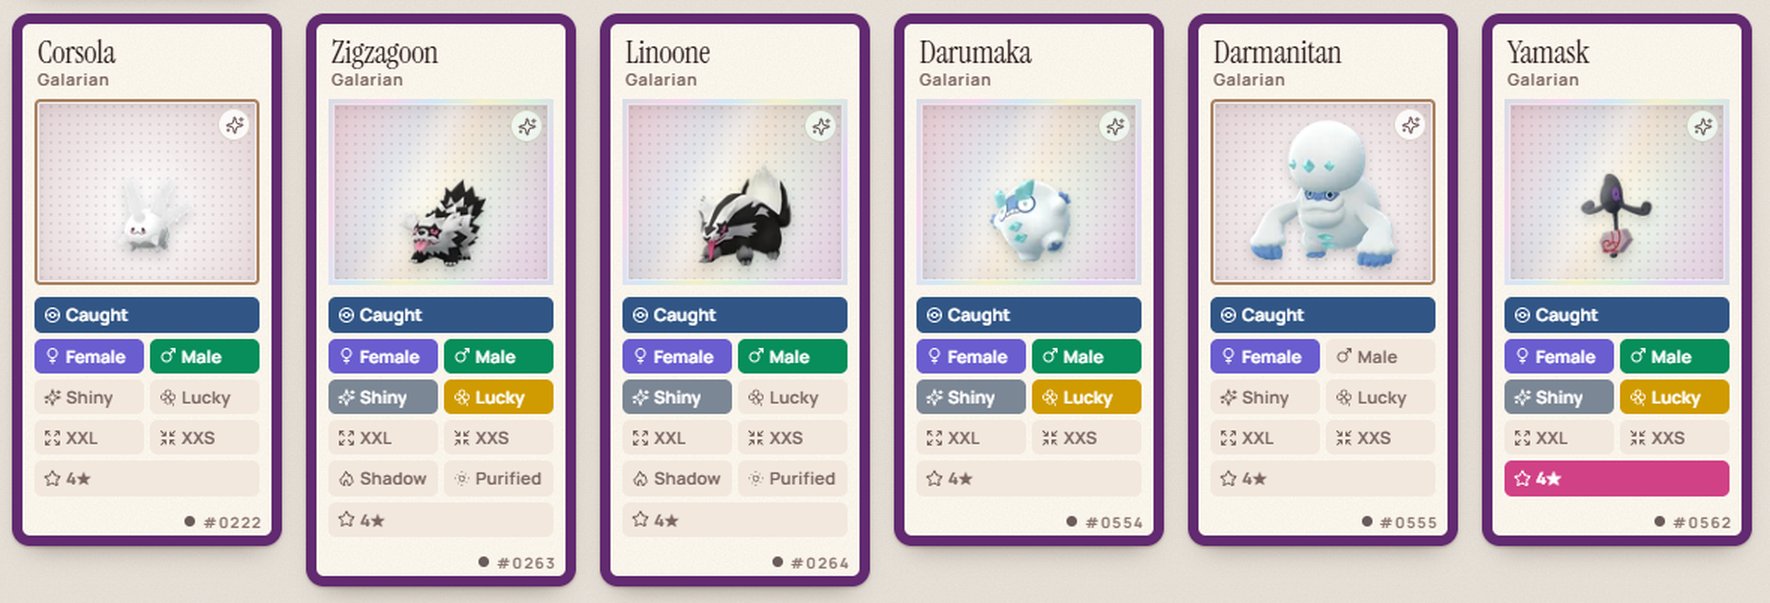 Corsola
Galarian
Caught
Female Male
Shiny Lucky
XXL XXS
4★
#0222
Zigzagoon
Galarian
Caught
Female Male
Shiny Lucky
XXL XXS
Shadow Purified
4★
#0263
Linoone
Galarian
Caught
Female Male
Shiny Lucky
XXL XXS
Shadow Purified
4★
#0264
Darumaka
Galarian
Caught
Female Male
Shiny Lucky
XXL XXS
4★
#0554
Darmanitan
Galarian
Caught
Female Male
Shiny Lucky
XXL XXS
4★
#0555
Yamask
Galarian
Caught
Female Male
Shiny Lucky
XXL XXS
4★
#0562